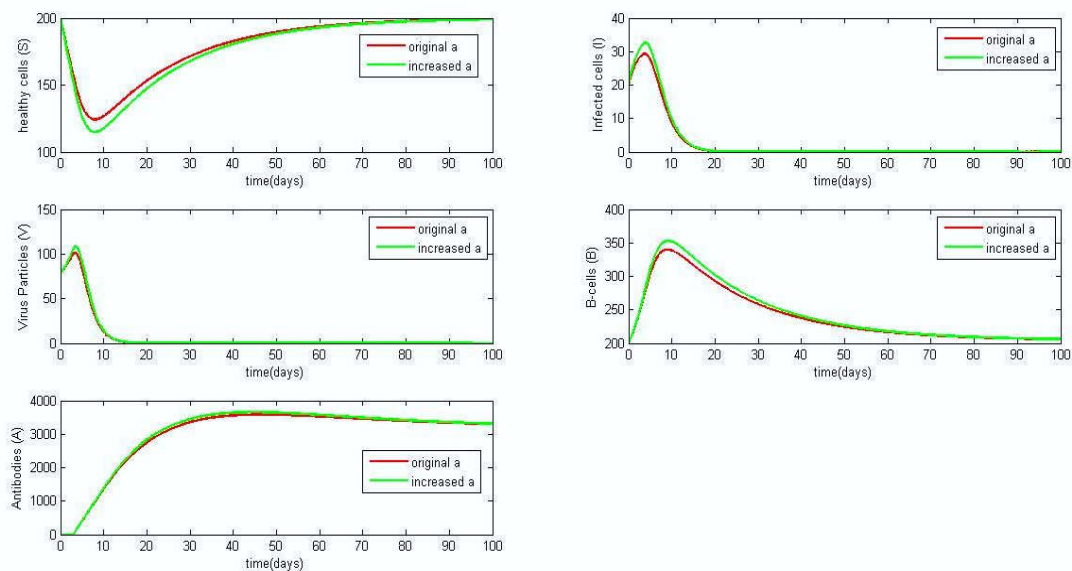 healthy cells (S)
200
150
100
0 10 20 30 40 50 60 70 80 90 100
time(days)
original a
increased a
Infected cells (I)
40
30
20
10
0
0 10 20 30 40 50 60 70 80 90 100
time(days)
original a
increased a
Virus Particles (V)
150
100
50
0
0 10 20 30 40 50 60 70 80 90 100
time(days)
original a
increased a
B-cells (B)
400
350
300
250
200
0 10 20 30 40 50 60 70 80 90 100
time(days)
original a
increased a
Antibodies (A)
4000
3000
2000
1000
0
0 10 20 30 40 50 60 70 80 90 100
time(days)
original a
increased a